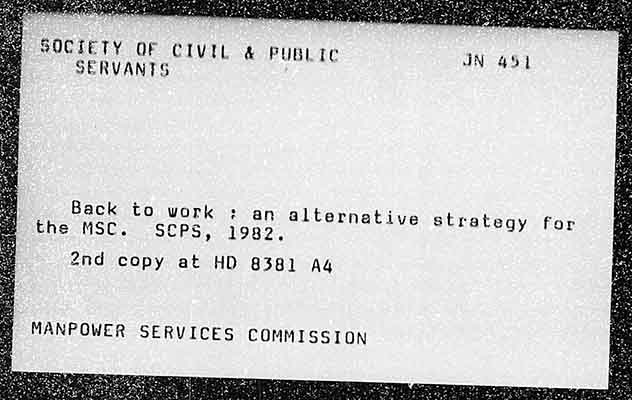 SOCIETY OF CIVIL & PUBLIC JN 451
SERVANTS
Back to work : an alternative strategy for
the MSC. SCPS, 1982.
2nd copy at HD 8381 A4
MANPOWER SERVICES COMMISSION